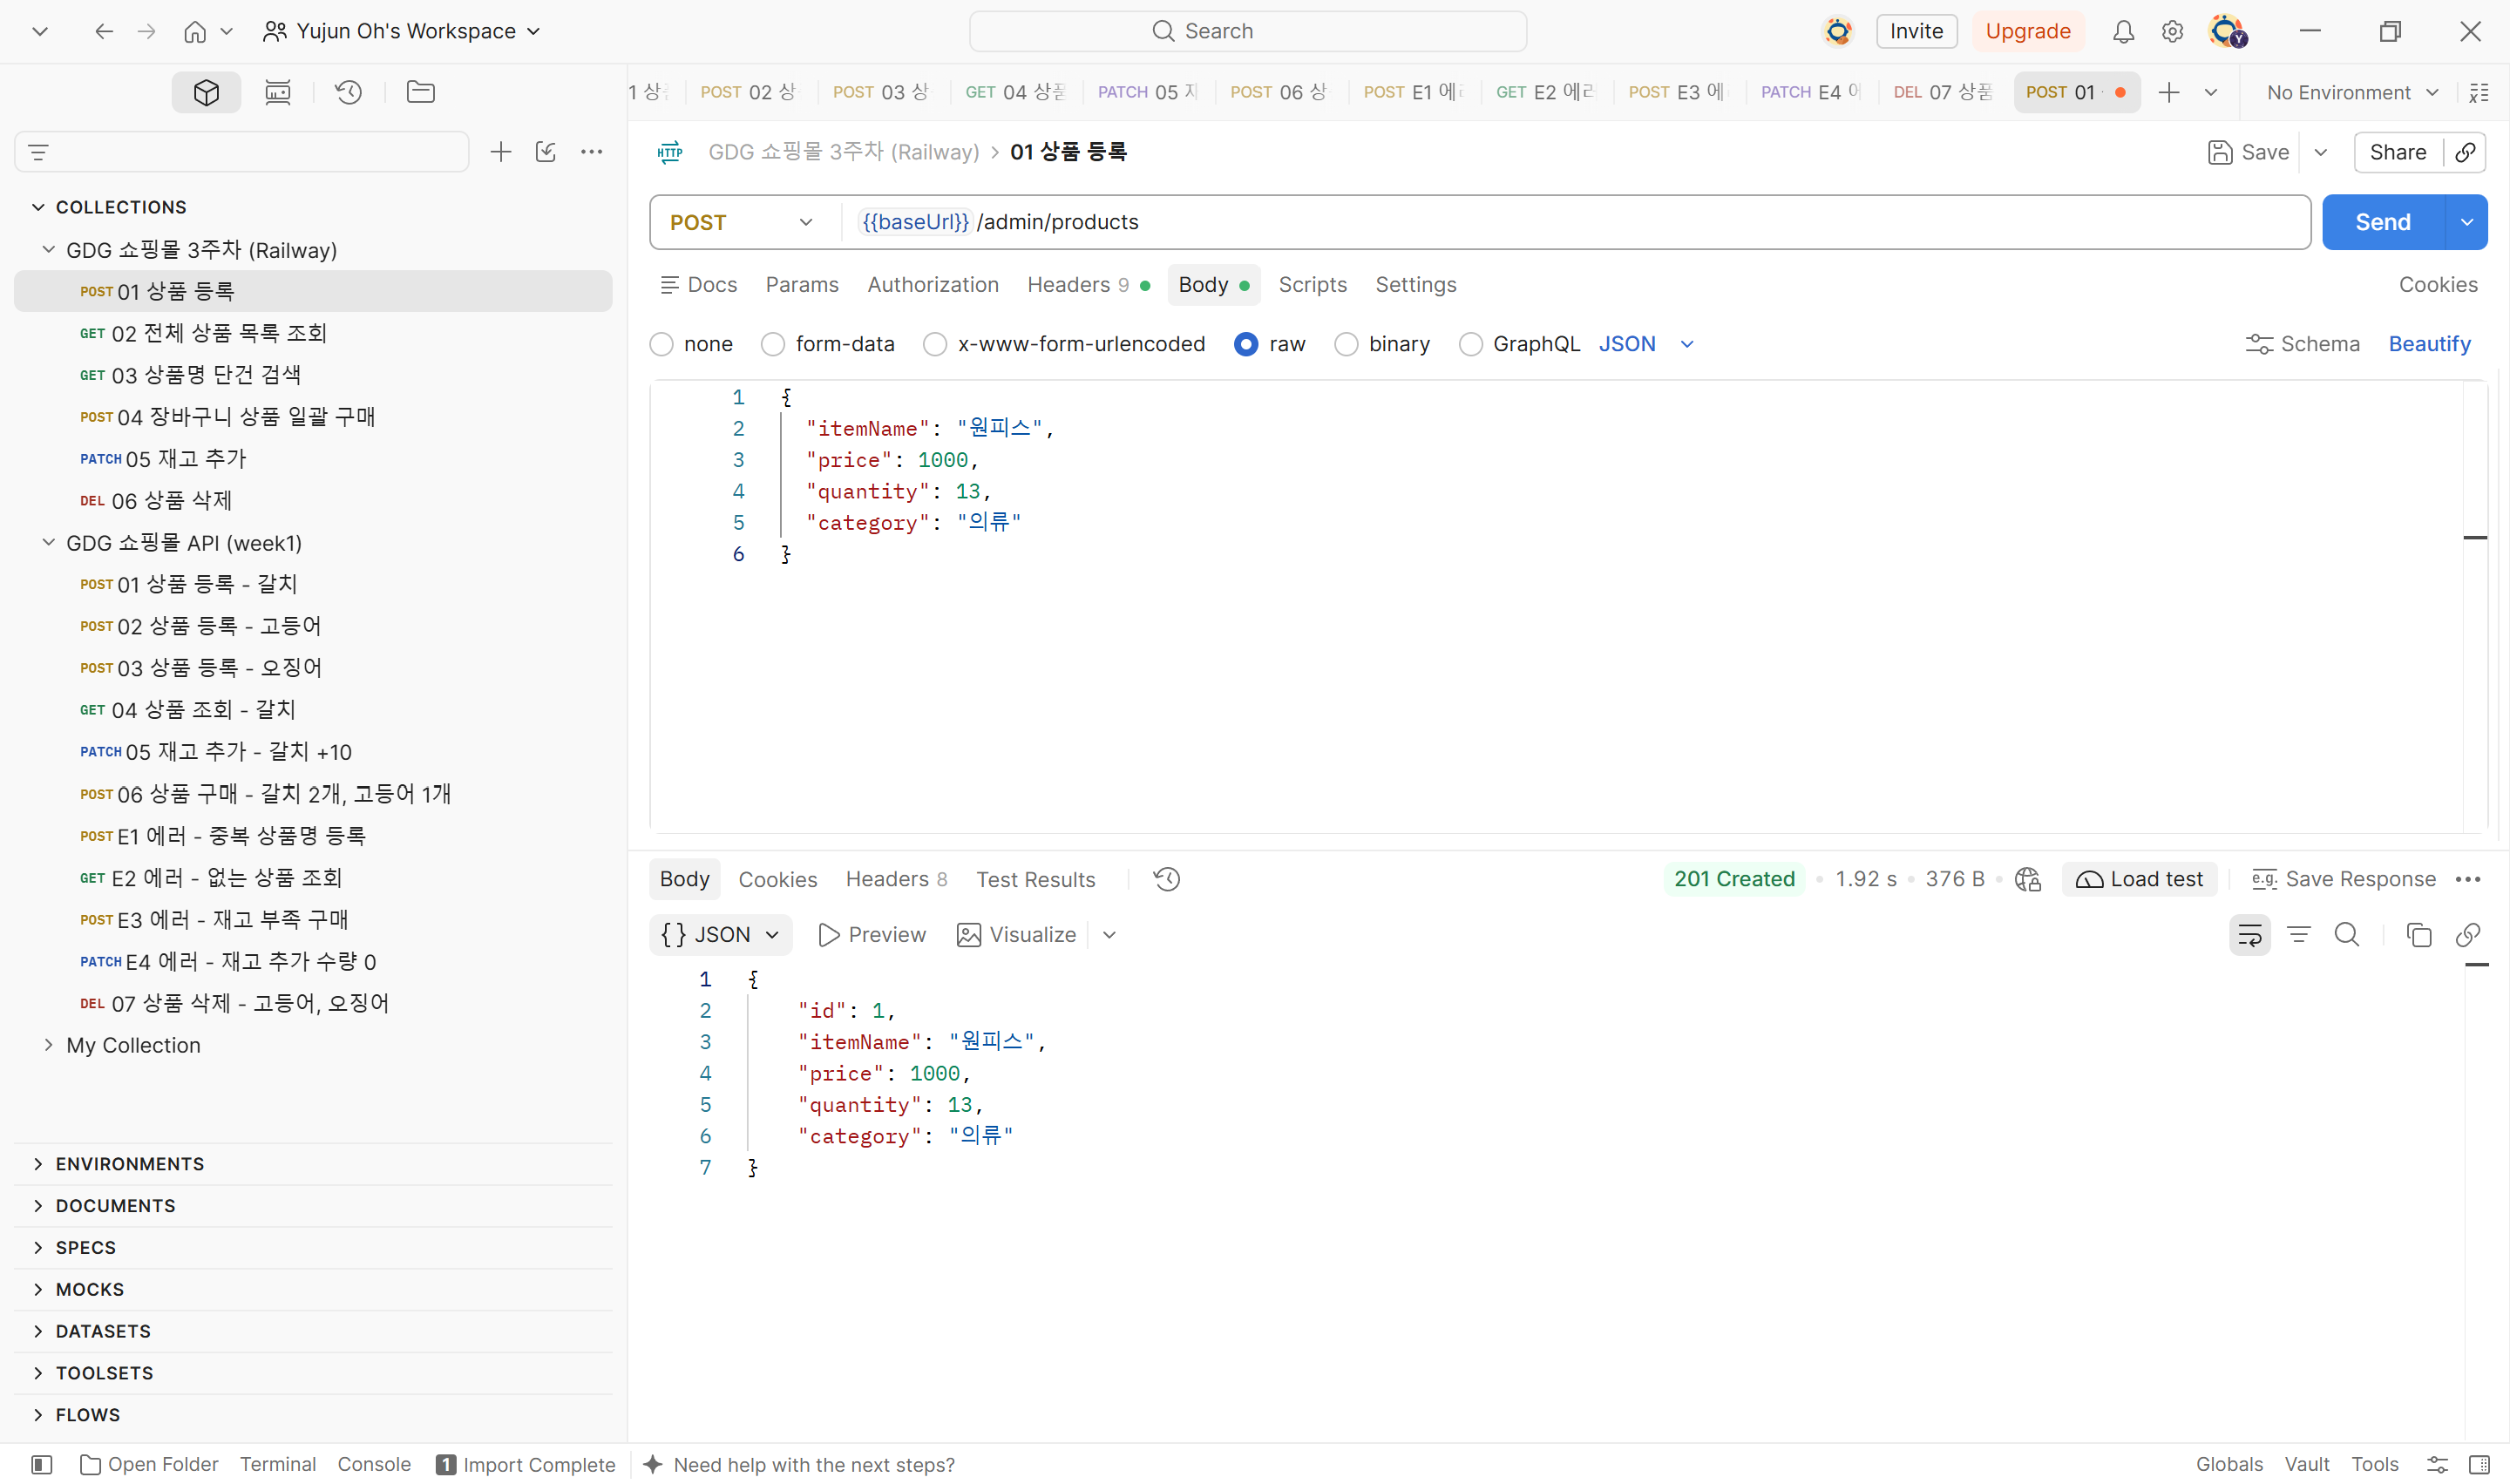 Yujun Oh's Workspace
Search
Invite
Upgrade
1 상
POST 02 상
POST 03 상
GET 04 상품
PATCH 05 재
POST 06 상
POST E1 에
GET E2 에러
POST E3 에
PATCH E4 에
DEL 07 상품
POST 01
No Environment
GDG 쇼핑몰 3주차 (Railway) > 01 상품 등록
Save
Share
COLLECTIONS
GDG 쇼핑몰 3주차 (Railway)
POST 01 상품 등록
GET 02 전체 상품 목록 조회
GET 03 상품명 단건 검색
POST 04 장바구니 상품 일괄 구매
PATCH 05 재고 추가
DEL 06 상품 삭제
GDG 쇼핑몰 API (week1)
POST 01 상품 등록 - 갈치
POST 02 상품 등록 - 고등어
POST 03 상품 등록 - 오징어
GET 04 상품 조회 - 갈치
PATCH 05 재고 추가 - 갈치 +10
POST 06 상품 구매 - 갈치 2개, 고등어 1개
POST E1 에러 - 중복 상품명 등록
GET E2 에러 - 없는 상품 조회
POST E3 에러 - 재고 부족 구매
PATCH E4 에러 - 재고 추가 수량 0
DEL 07 상품 삭제 - 고등어, 오징어
My Collection
ENVIRONMENTS
DOCUMENTS
SPECS
MOCKS
DATASETS
TOOLSETS
FLOWS
POST
{{baseUrl}} /admin/products
Send
Docs Params Authorization Headers 9 Body Scripts Settings
Cookies
none form-data x-www-form-urlencoded raw binary GraphQL JSON
Schema Beautify
1 {
2 "itemName": "원피스",
3 "price": 1000,
4 "quantity": 13,
5 "category": "의류"
6 }
Body Cookies Headers 8 Test Results
201 Created • 1.92 s • 376 B
Load test
e.g. Save Response
{} JSON Preview Visualize
1 {
2 "id": 1,
3 "itemName": "원피스",
4 "price": 1000,
5 "quantity": 13,
6 "category": "의류"
7 }
Open Folder Terminal Console 1 Import Complete Need help with the next steps?
Globals Vault Tools